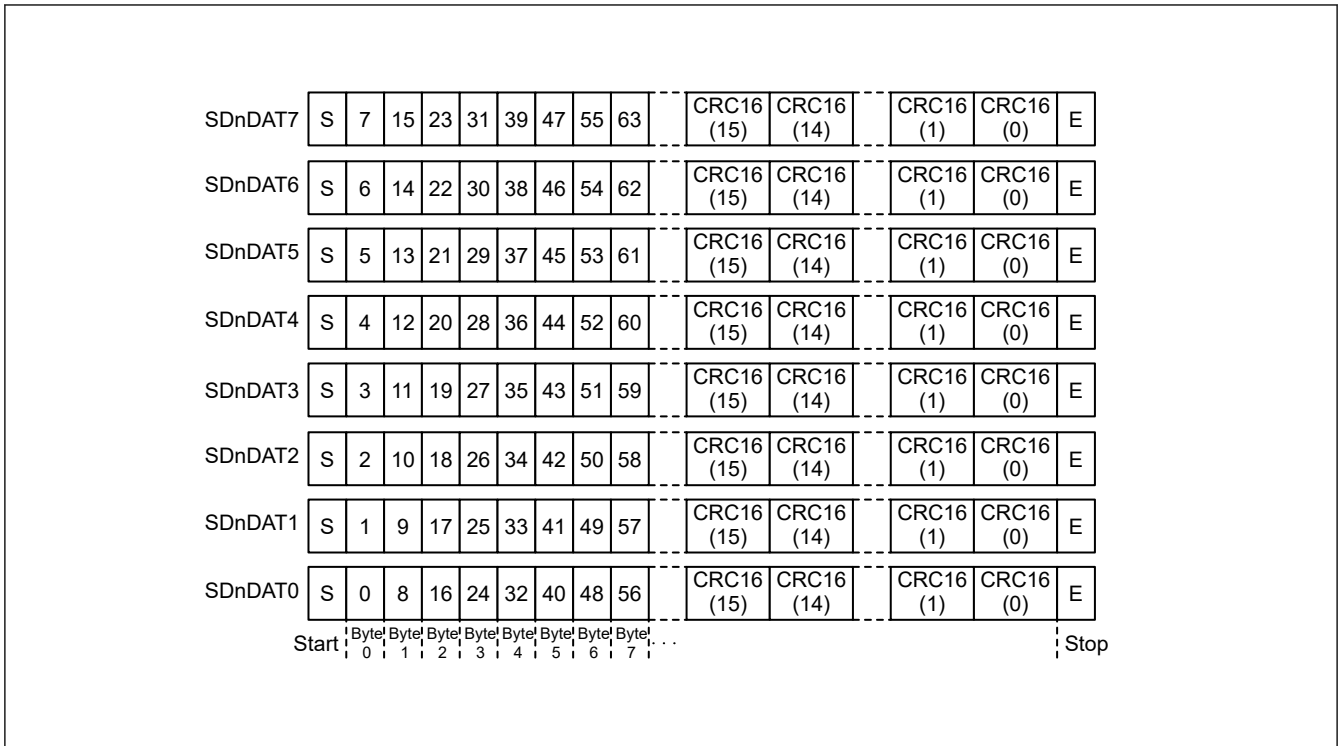 SDnDAT7 S 7 15 23 31 39 47 55 63 CRC16 (15) CRC16 (14) CRC16 (1) CRC16 (0) E
SDnDAT6 S 6 14 22 30 38 46 54 62 CRC16 (15) CRC16 (14) CRC16 (1) CRC16 (0) E
SDnDAT5 S 5 13 21 29 37 45 53 61 CRC16 (15) CRC16 (14) CRC16 (1) CRC16 (0) E
SDnDAT4 S 4 12 20 28 36 44 52 60 CRC16 (15) CRC16 (14) CRC16 (1) CRC16 (0) E
SDnDAT3 S 3 11 19 27 35 43 51 59 CRC16 (15) CRC16 (14) CRC16 (1) CRC16 (0) E
SDnDAT2 S 2 10 18 26 34 42 50 58 CRC16 (15) CRC16 (14) CRC16 (1) CRC16 (0) E
SDnDAT1 S 1 9 17 25 33 41 49 57 CRC16 (15) CRC16 (14) CRC16 (1) CRC16 (0) E
SDnDAT0 S 0 8 16 24 32 40 48 56 CRC16 (15) CRC16 (14) CRC16 (1) CRC16 (0) E
Start Byte 0 Byte 1 Byte 2 Byte 3 Byte 4 Byte 5 Byte 6 Byte 7 . . . Stop